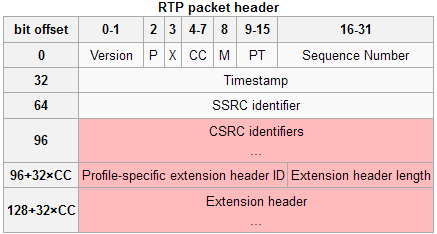 RTP packet header
bit offset 0-1 2 3 4-7 8 9-15 16-31
0 Version P X CC M PT Sequence Number
32 Timestamp
64 SSRC identifier
96 CSRC identifiers
...
96+32×CC Profile-specific extension header ID Extension header length
128+32×CC Extension header
...